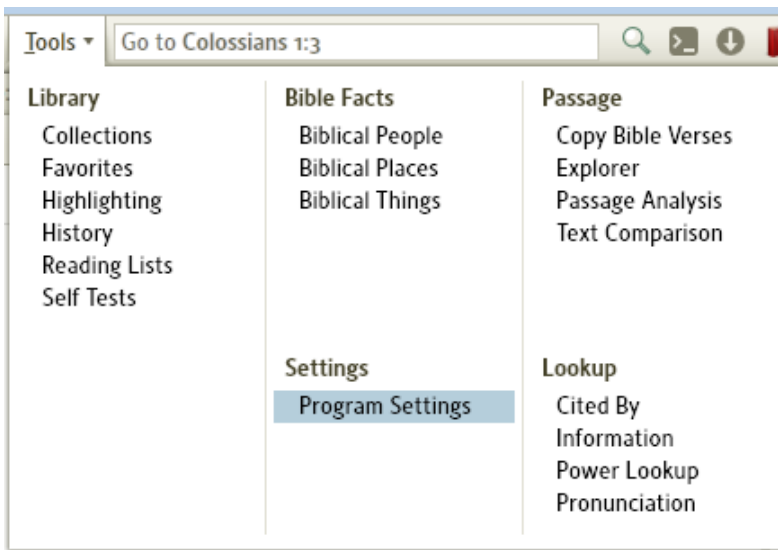 Tools
Go to Colossians 1:3
Library
Collections
Favorites
Highlighting
History
Reading Lists
Self Tests
Bible Facts
Biblical People
Biblical Places
Biblical Things
Passage
Copy Bible Verses
Explorer
Passage Analysis
Text Comparison
Settings
Program Settings
Lookup
Cited By
Information
Power Lookup
Pronunciation